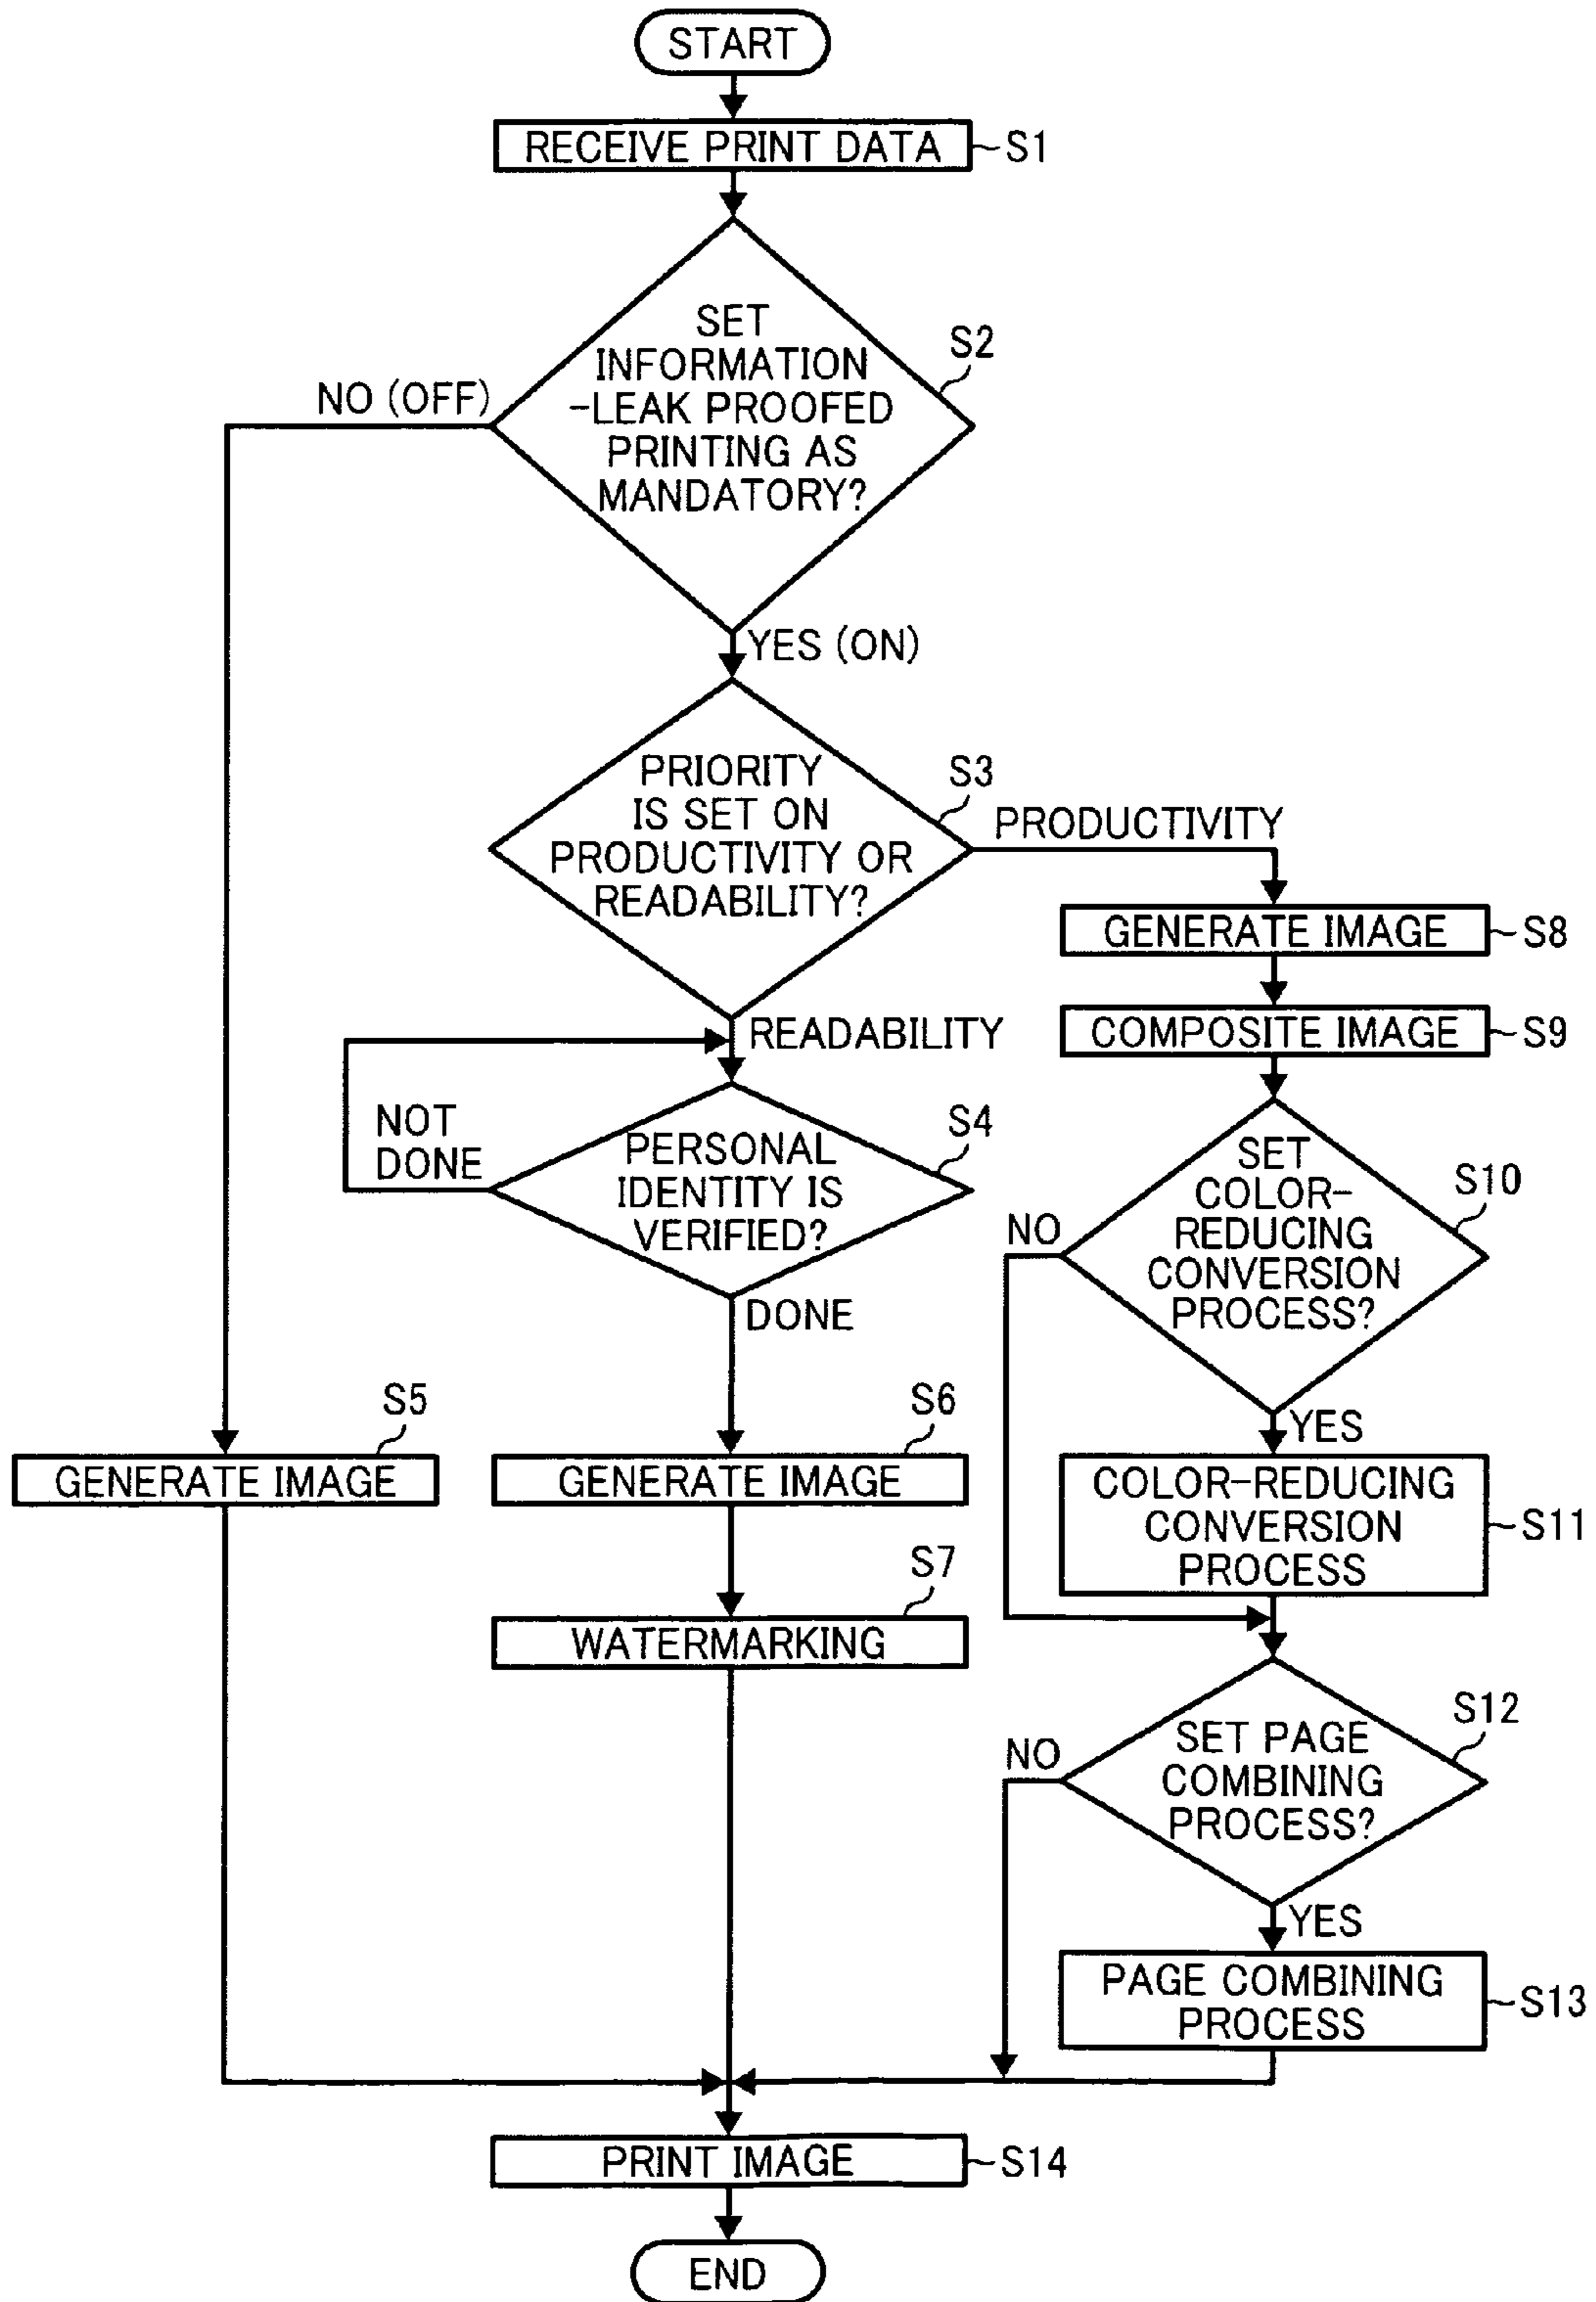 START
RECEIVE PRINT DATA
S1
SET
INFORMATION
-LEAK PROOFED
PRINTING AS
MANDATORY?
S2
NO (OFF)
YES (ON)
PRIORITY
IS SET ON
PRODUCTIVITY OR
READABILITY?
S3
PRODUCTIVITY
GENERATE IMAGE
S8
COMPOSITE IMAGE
S9
READABILITY
NOT
DONE
PERSONAL
IDENTITY IS
VERIFIED?
S4
DONE
SET
COLOR-
REDUCING
CONVERSION
PROCESS?
S10
NO
YES
S5
GENERATE IMAGE
S6
GENERATE IMAGE
COLOR-REDUCING
CONVERSION
PROCESS
S11
S7
WATERMARKING
SET PAGE
COMBINING
PROCESS?
S12
NO
YES
PAGE COMBINING
PROCESS
S13
PRINT IMAGE
S14
END